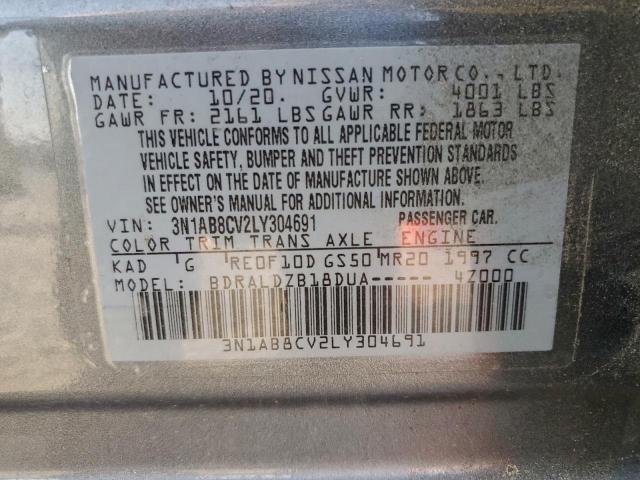 MANUFACTURED BY NISSAN MOTOR CO., LTD.
DATE: 10/20. GVWR: 4001 LBS
GAWR FR: 2161 LBS GAWR RR: 1863 LBS
THIS VEHICLE CONFORMS TO ALL APPLICABLE FEDERAL MOTOR
VEHICLE SAFETY, BUMPER AND THEFT PREVENTION STANDARDS
IN EFFECT ON THE DATE OF MANUFACTURE SHOWN ABOVE.
SEE OWNER'S MANUAL FOR ADDITIONAL INFORMATION.
VIN: 3N1AB8CV2LY304691 PASSENGER CAR.
COLOR TRIM TRANS AXLE ENGINE
KAD G RE0F10D GS50 MR20 1997 CC
MODEL: BDRALDZB18DUA----- 4Z000
3N1AB8CV2LY304691